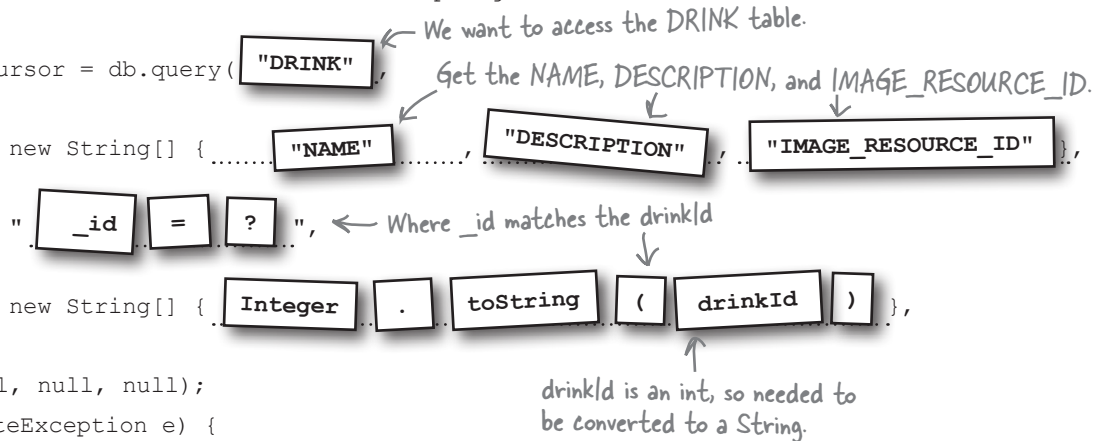 We want to access the DRINK table.
ursor = db.query( "DRINK" ,
Get the NAME, DESCRIPTION, and IMAGE_RESOURCE_ID.
new String[] { "NAME" , "DESCRIPTION" , "IMAGE_RESOURCE_ID" },
" _id = ? ", Where _id matches the drinkId
new String[] { Integer . toString ( drinkId ) },
l, null, null);
drinkId is an int, so needed to
teException e) {
be converted to a String.